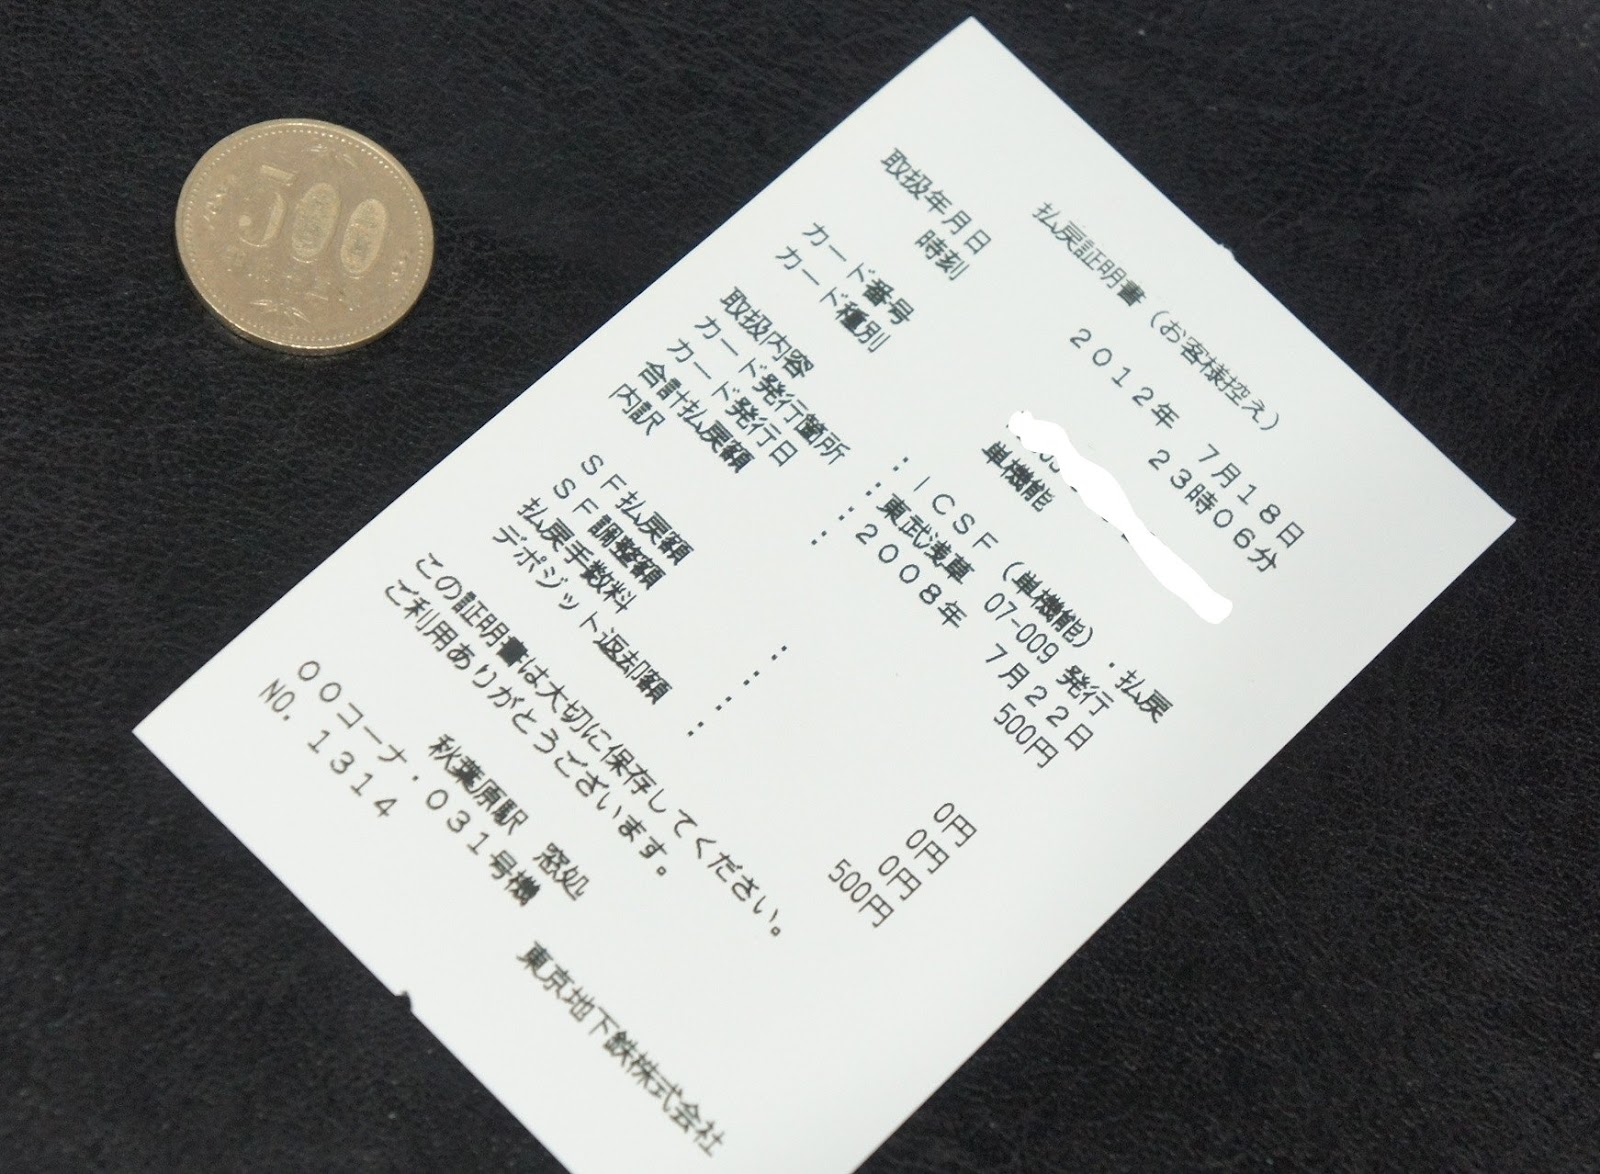 500
払戻証明書（お客様控え）
取扱年月日 2012年 7月18日
時刻 23時06分
カード番号
カード種別 単機能
取扱内容 : ICSF（単機能）・払戻
カード発行箇所 : 東武浅草 07-009 発行
カード発行日 : 2008年 7月22日
合計払戻額 : 500円
内訳
SF払戻額 : 0円
SF調整額 : 0円
払戻手数料 : 0円
デポジット返却額 : 500円
この証明書は大切に保存してください。
ご利用ありがとうございます。
秋葉原駅 窓処
00コーナ・031号機
NO. 1314
東京地下鉄株式会社